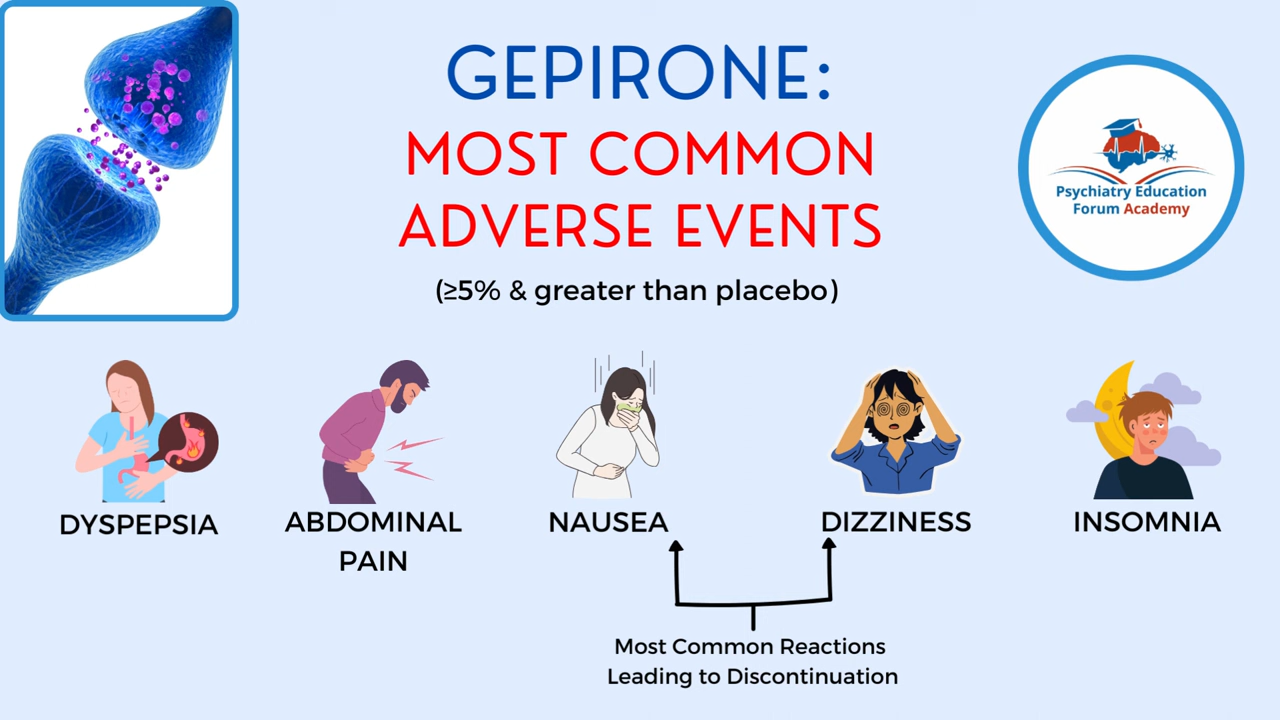 GEPIRONE:
MOST COMMON
ADVERSE EVENTS
(≥5% & greater than placebo)
Psychiatry Education
Forum Academy
DYSPEPSIA
ABDOMINAL
PAIN
NAUSEA
DIZZINESS
INSOMNIA
Most Common Reactions
Leading to Discontinuation